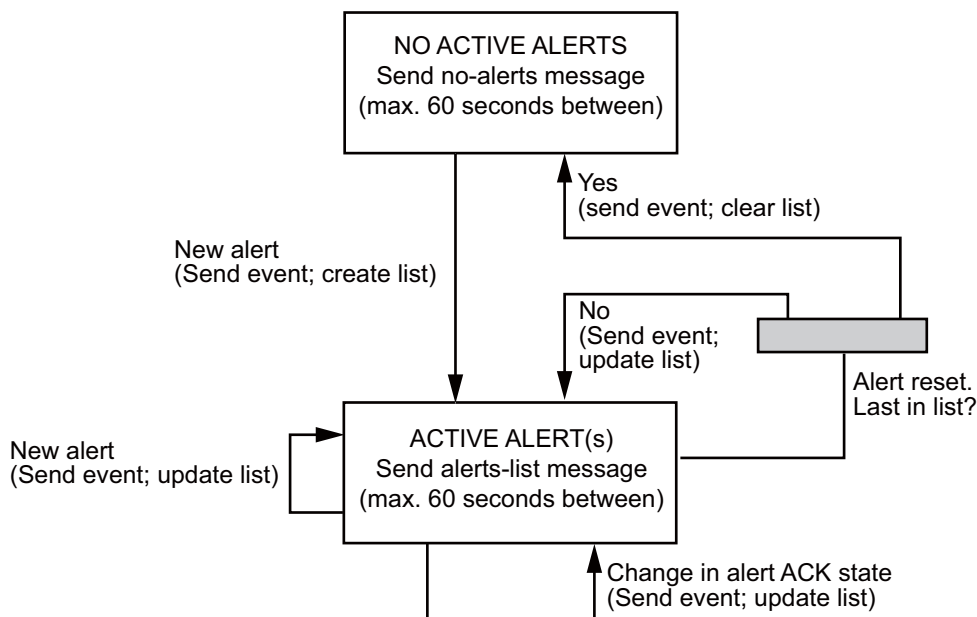 NO ACTIVE ALERTS
Send no-alerts message
(max. 60 seconds between)
Yes
(send event; clear list)
New alert
(Send event; create list)
No
(Send event;
update list)
Alert reset.
Last in list?
ACTIVE ALERT(s)
Send alerts-list message
(max. 60 seconds between)
New alert
(Send event; update list)
Change in alert ACK state
(Send event; update list)